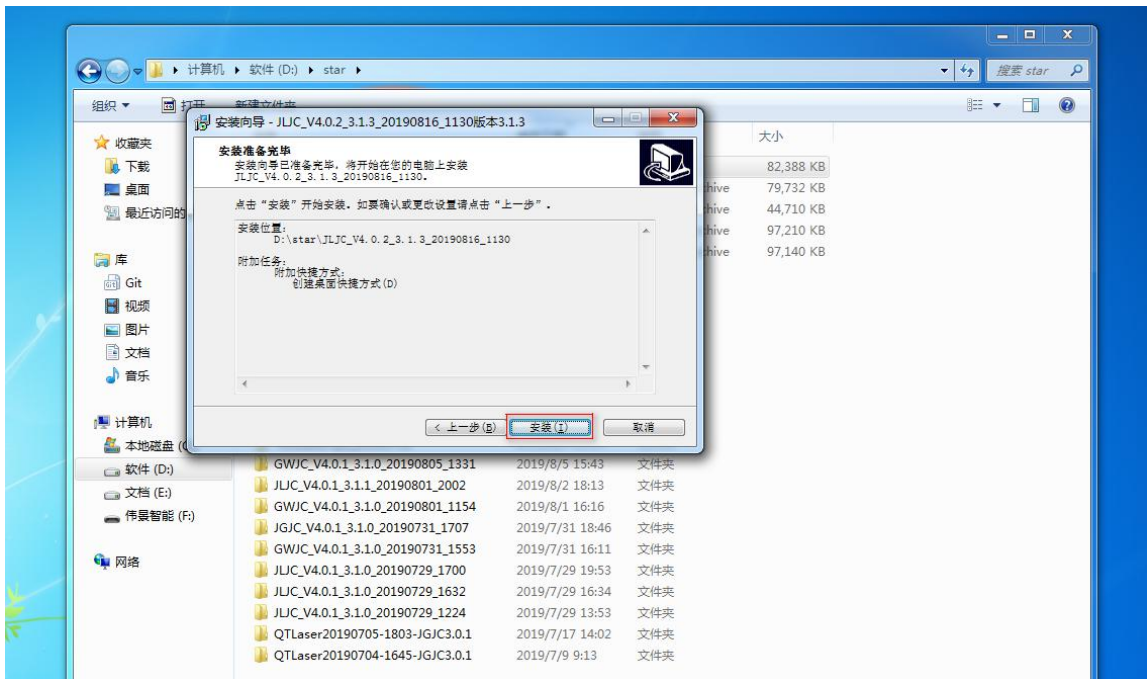 计算机 ▸ 软件 (D:) ▸ star ▸
搜索 star
组织
打开
新建文件夹
安装向导 - JLJC_V4.0.2_3.1.3_20190816_1130版本3.1.3
安装准备完毕
安装向导已准备完毕，将开始在您的电脑上安装
JLJC_V4.0.2_3.1.3_20190816_1130。
点击“安装”开始安装。如要确认或更改设置请点击“上一步”。
安装位置:
D:\star\JLJC_V4.0.2_3.1.3_20190816_1130
附加任务:
附加快捷方式:
创建桌面快捷方式(D)
< 上一步(B)
安装(I)
取消
收藏夹
下载
桌面
最近访问的
库
Git
视频
图片
文档
音乐
计算机
本地磁盘 (
软件 (D:)
文档 (E:)
伟景智能 (F:)
网络
大小
82,388 KB
hive 79,732 KB
hive 44,710 KB
hive 97,210 KB
hive 97,140 KB
GWJC_V4.0.1_3.1.0_20190805_1331 2019/8/5 15:43 文件夹
JLJC_V4.0.1_3.1.1_20190801_2002 2019/8/2 18:13 文件夹
GWJC_V4.0.1_3.1.0_20190801_1154 2019/8/1 16:16 文件夹
JGJC_V4.0.1_3.1.0_20190731_1707 2019/7/31 18:46 文件夹
GWJC_V4.0.1_3.1.0_20190731_1553 2019/7/31 16:11 文件夹
JLJC_V4.0.1_3.1.0_20190729_1700 2019/7/29 19:53 文件夹
JLJC_V4.0.1_3.1.0_20190729_1632 2019/7/29 16:34 文件夹
JLJC_V4.0.1_3.1.0_20190729_1224 2019/7/29 13:53 文件夹
QTLaser20190705-1803-JGJC3.0.1 2019/7/17 14:02 文件夹
QTLaser20190704-1645-JGJC3.0.1 2019/7/9 9:13 文件夹